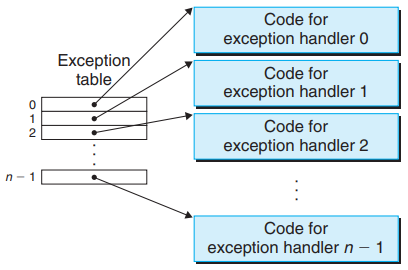 Code for
exception handler 0
Exception
table
Code for
exception handler 1
0
1
2
Code for
exception handler 2
n − 1
Code for
exception handler n − 1